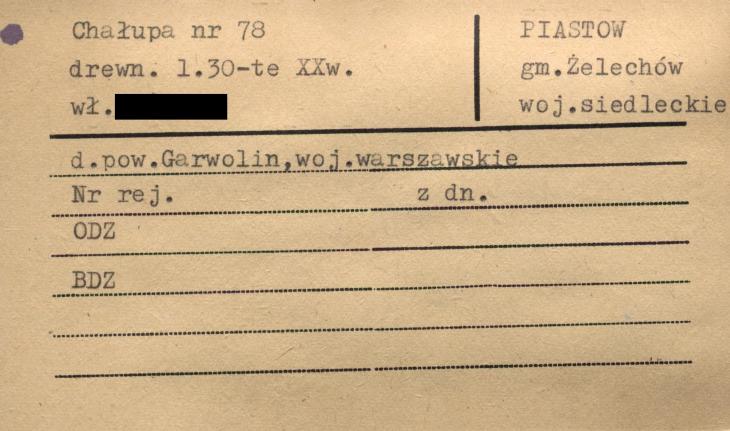 Chałupa nr 78
drewn. l.30-te XXw.
wł.
PIASTOW
gm.Żelechów
woj.siedleckie
d.pow.Garwolin,woj.warszawskie
Nr rej. z dn.
ODZ
BDZ